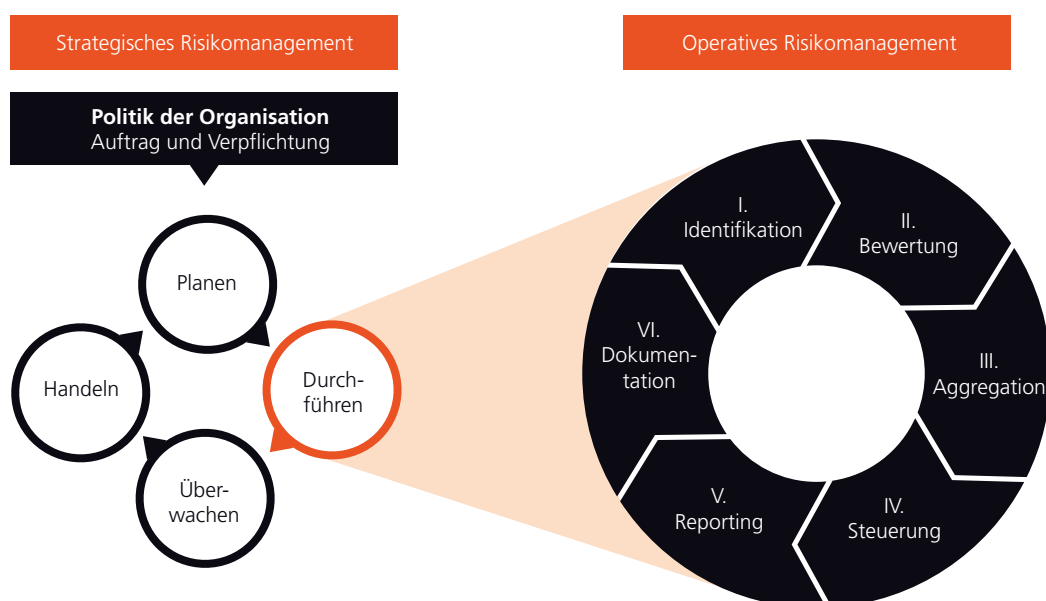 Strategisches Risikomanagement
Operatives Risikomanagement
Politik der Organisation
Auftrag und Verpflichtung
Planen
Durch-
führen
Über-
wachen
Handeln
I.
Identifikation
II.
Bewertung
III.
Aggregation
IV.
Steuerung
V.
Reporting
VI.
Dokumen-
tation